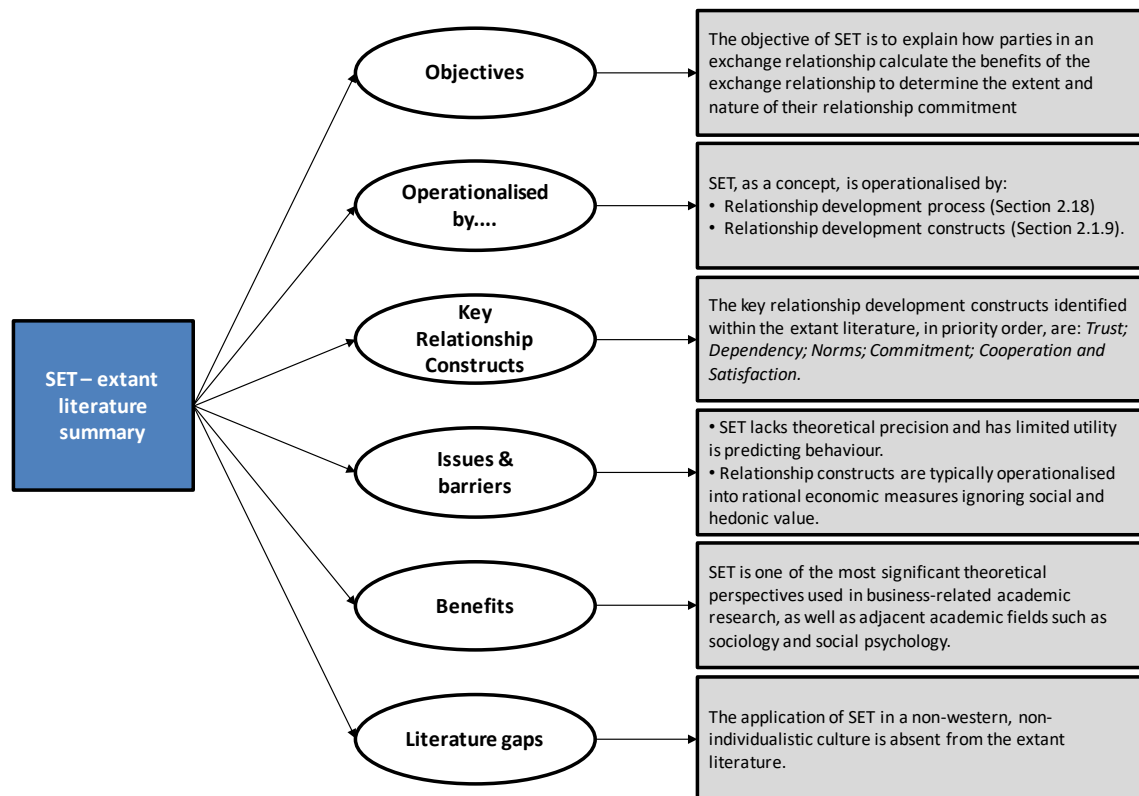 Objectives
The objective of SET is to explain how parties in an
exchange relationship calculate the benefits of the
exchange relationship to determine the extent and
nature of their relationship commitment
Operationalised
by....
SET, as a concept, is operationalised by:
• Relationship development process (Section 2.18)
• Relationship development constructs (Section 2.1.9).
Key
Relationship
Constructs
The key relationship development constructs identified
within the extant literature, in priority order, are: Trust;
Dependency; Norms; Commitment; Cooperation and
Satisfaction.
SET – extant
literature
summary
Issues &
barriers
• SET lacks theoretical precision and has limited utility
is predicting behaviour.
• Relationship constructs are typically operationalised
into rational economic measures ignoring social and
hedonic value.
Benefits
SET is one of the most significant theoretical
perspectives used in business-related academic
research, as well as adjacent academic fields such as
sociology and social psychology.
Literature gaps
The application of SET in a non-western, non-
individualistic culture is absent from the extant
literature.